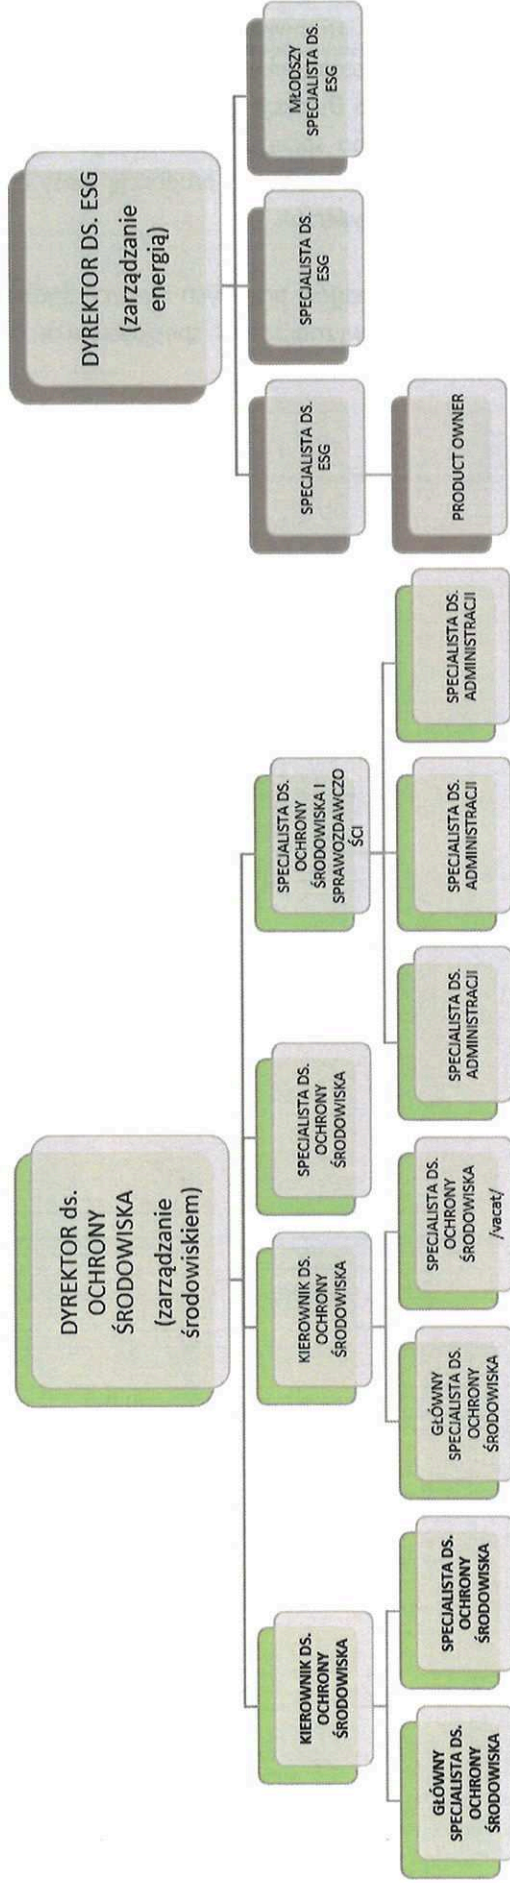 DYREKTOR ds.
OCHRONY
ŚRODOWISKA
(zarządzanie
środowiskiem)
KIEROWNIK DS.
OCHRONY
ŚRODOWISKA
GŁÓWNY
SPECJALISTA DS.
OCHRONY
ŚRODOWISKA
SPECJALISTA DS.
OCHRONY
ŚRODOWISKA
KIEROWNIK DS.
OCHRONY
ŚRODOWISKA
GŁÓWNY
SPECJALISTA DS.
OCHRONY
ŚRODOWISKA
SPECJALISTA DS.
OCHRONY
ŚRODOWISKA
/vacat/
SPECJALISTA DS.
OCHRONY
ŚRODOWISKA
SPECJALISTA DS.
OCHRONY
ŚRODOWISKA I
SPRAWOZDAWCZO
ŚCI
SPECJALISTA DS.
ADMINISTRACJI
SPECJALISTA DS.
ADMINISTRACJI
SPECJALISTA DS.
ADMINISTRACJI
DYREKTOR DS. ESG
(zarządzanie
energią)
SPECJALISTA DS.
ESG
PRODUCT OWNER
SPECJALISTA DS.
ESG
MŁODSZY
SPECJALISTA DS.
ESG